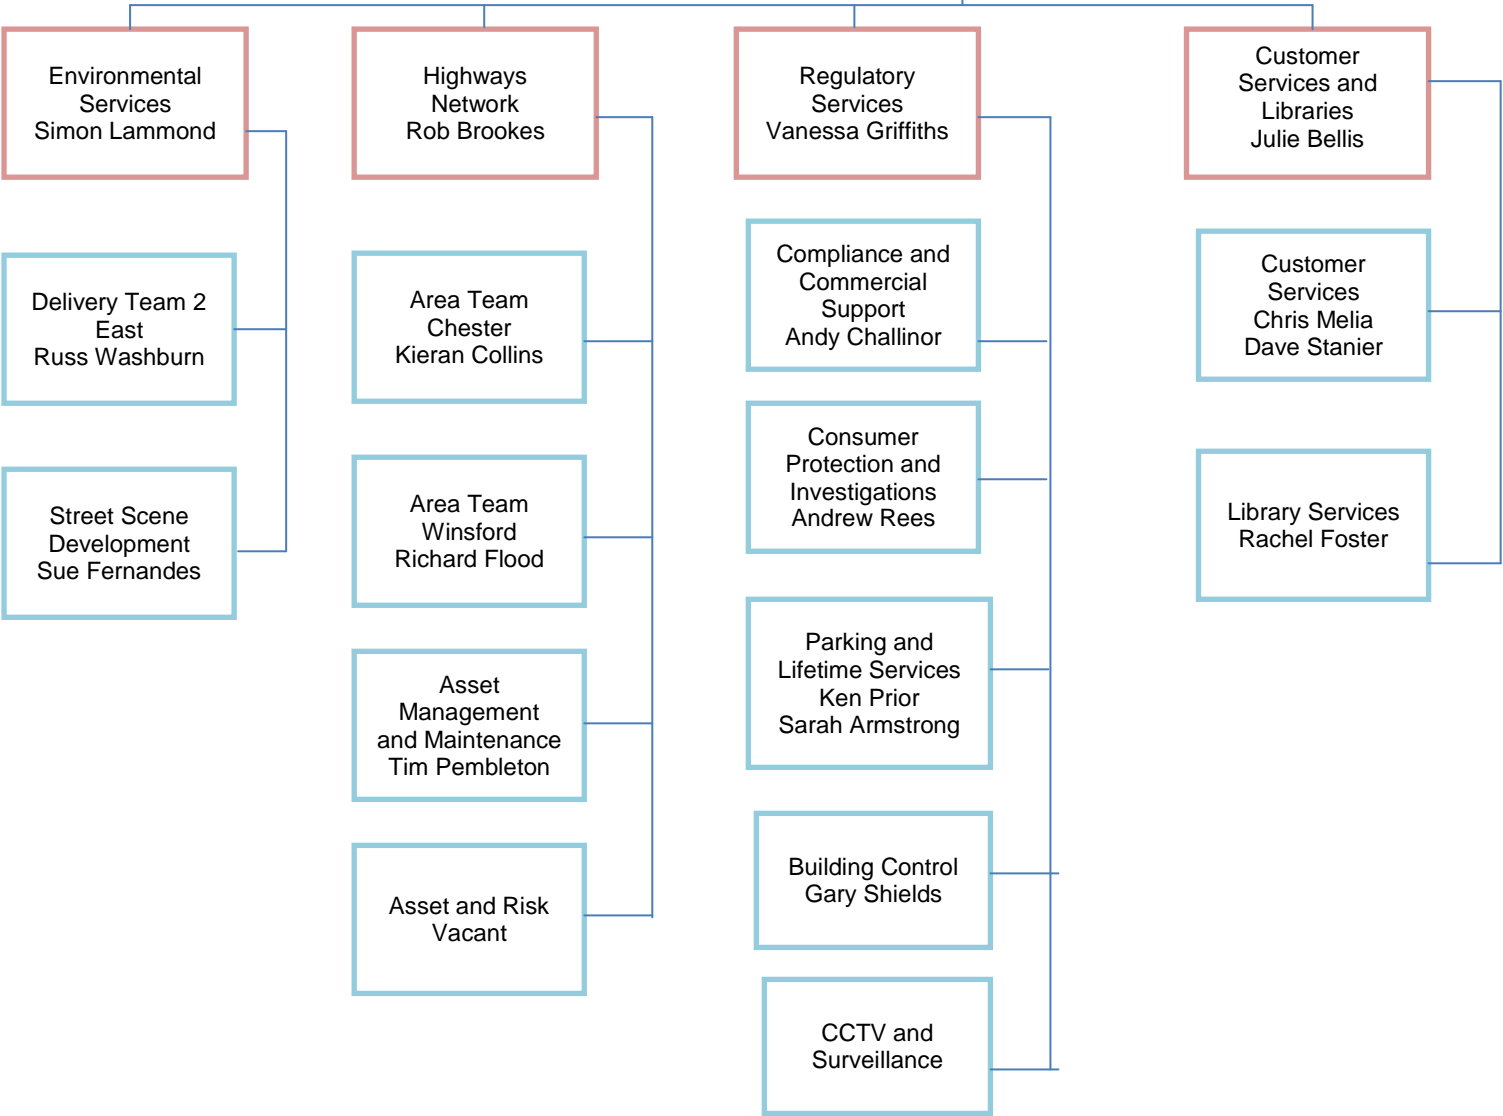 Environmental
Services
Simon Lammond
Highways
Network
Rob Brookes
Regulatory
Services
Vanessa Griffiths
Customer
Services and
Libraries
Julie Bellis
Delivery Team 2
East
Russ Washburn
Area Team
Chester
Kieran Collins
Compliance and
Commercial
Support
Andy Challinor
Customer
Services
Chris Melia
Dave Stanier
Street Scene
Development
Sue Fernandes
Area Team
Winsford
Richard Flood
Consumer
Protection and
Investigations
Andrew Rees
Library Services
Rachel Foster
Asset
Management
and Maintenance
Tim Pembleton
Parking and
Lifetime Services
Ken Prior
Sarah Armstrong
Asset and Risk
Vacant
Building Control
Gary Shields
CCTV and
Surveillance